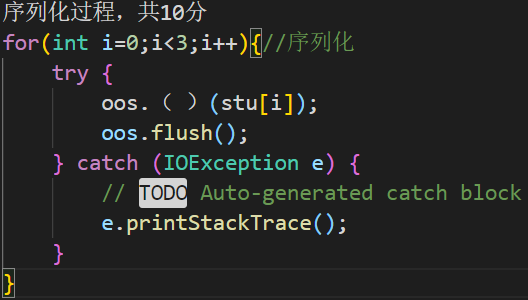 序列化过程，共10分
for(int i=0;i<3;i++){//序列化
    try {
        oos.（ ）(stu[i]);
        oos.flush();
    } catch (IOException e) {
        // TODO Auto-generated catch block
        e.printStackTrace();
    }
}